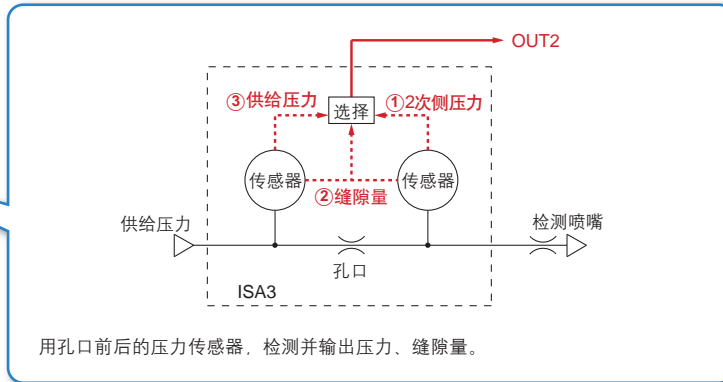 OUT2
③供给压力
①2次侧压力
选择
传感器
传感器
②缝隙量
供给压力
检测喷嘴
孔口
ISA3
用孔口前后的压力传感器，检测并输出压力、缝隙量。